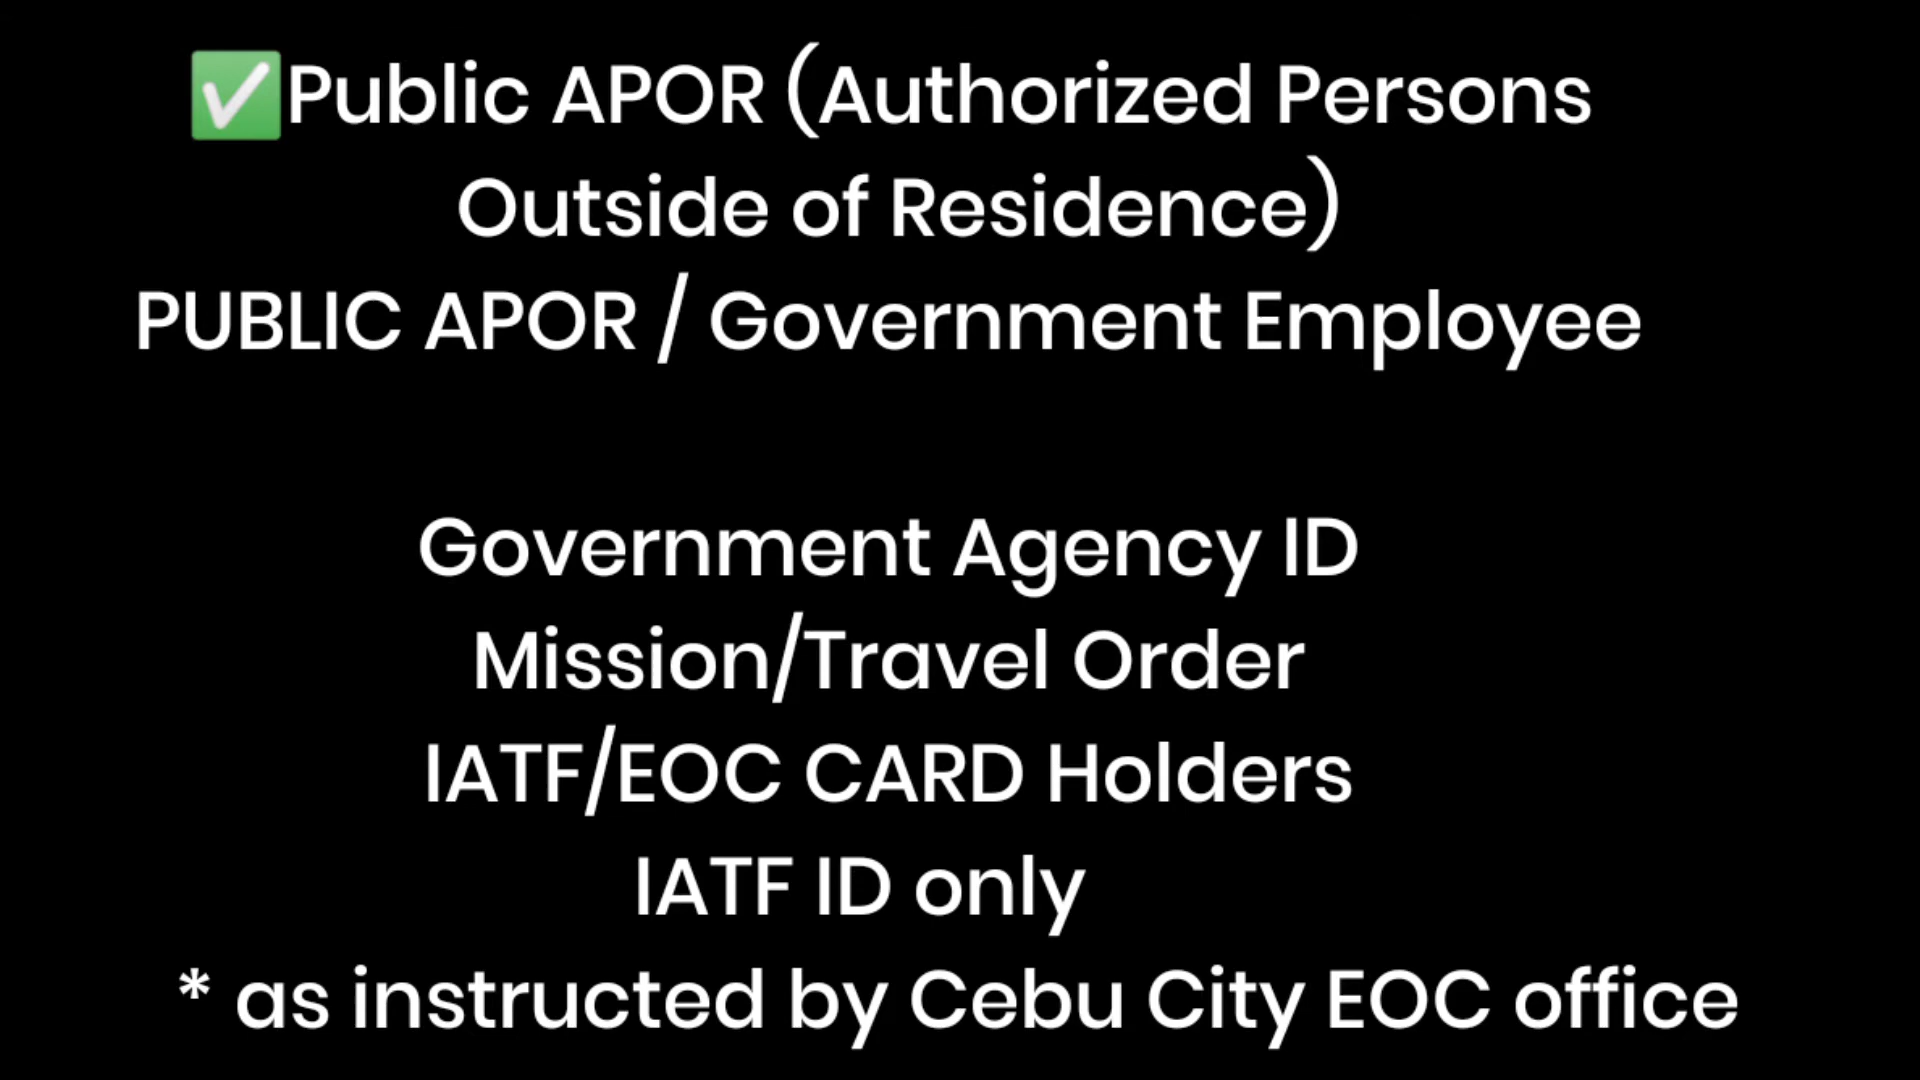 ✅Public APOR (Authorized Persons
Outside of Residence)
PUBLIC APOR / Government Employee
Government Agency ID
Mission/Travel Order
IATF/EOC CARD Holders
IATF ID only
* as instructed by Cebu City EOC office